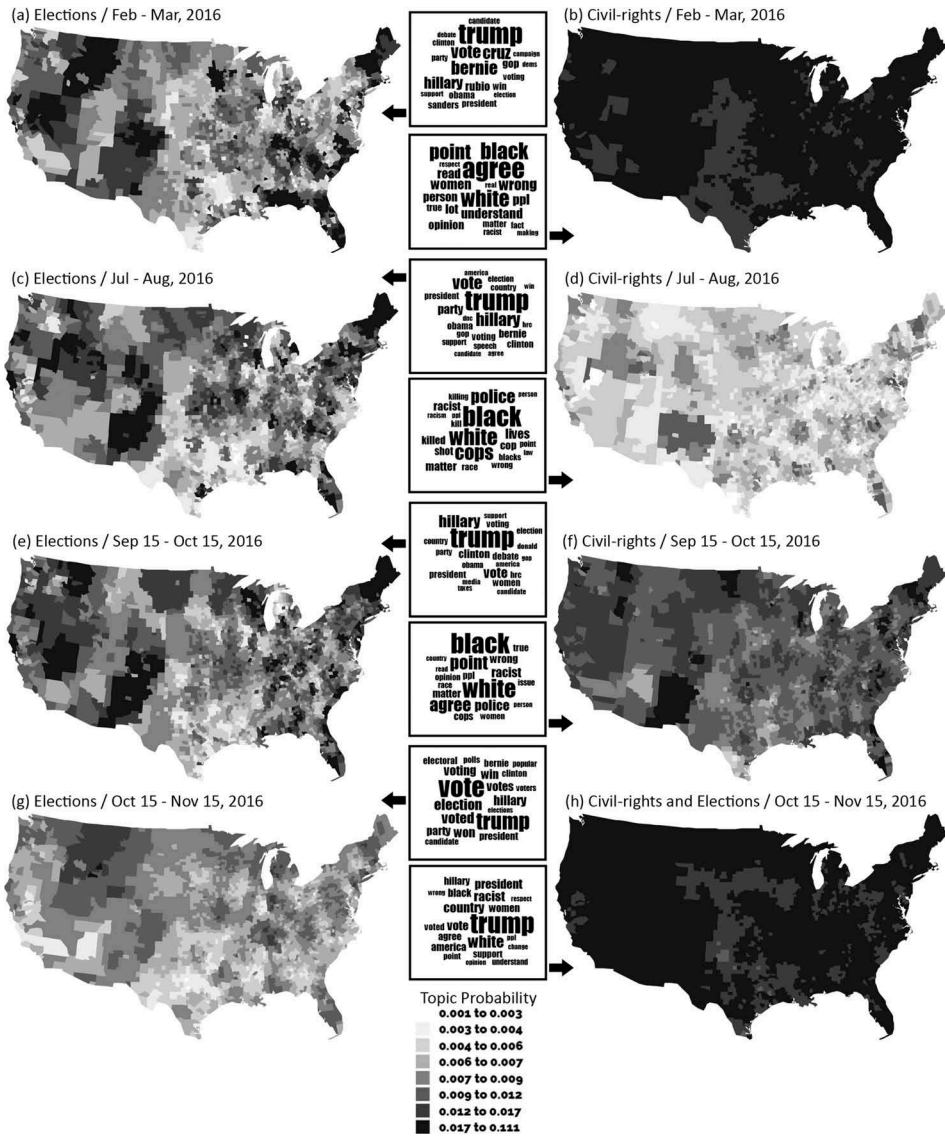 (a) Elections / Feb - Mar, 2016
(b) Civil-rights / Feb - Mar, 2016
candidate
debate trump
clinton
vote cruz campaign
party bernie gop dems
hillary voting
rubio win
support obama election
sanders president
point black
respect
read agree
women real wrong
person white ppl
true lot understand
opinion matter fact
racist making
(c) Elections / Jul - Aug, 2016
(d) Civil-rights / Jul - Aug, 2016
america
vote election
country win
president trump
party
dnc hillary hrc
obama
gop voting bernie
support speech clinton
candidate agree
killing police person
racist
racism ppl black
kill
killed white lives
cop point
shot cops blacks law
matter race wrong
(e) Elections / Sep 15 - Oct 15, 2016
(f) Civil-rights / Sep 15 - Oct 15, 2016
hillary support
voting
trump election
country donald
party clinton debate gop
obama america
president vote hrc
media women
taxes candidate
black true
country point wrong
read
opinion ppl racist
race white issue
matter
agree police person
cops women
(g) Elections / Oct 15 - Nov 15, 2016
(h) Civil-rights and Elections / Oct 15 - Nov 15, 2016
electoral polls bernie popular
voting win clinton
vote votes voters
election hillary
elections
voted trump
party won president
candidate
hillary president
wrong black racist respect
country women
voted vote trump
agree white ppl
america change
point support
opinion understand
Topic Probability
0.001 to 0.003
0.003 to 0.004
0.004 to 0.006
0.006 to 0.007
0.007 to 0.009
0.009 to 0.012
0.012 to 0.017
0.017 to 0.111